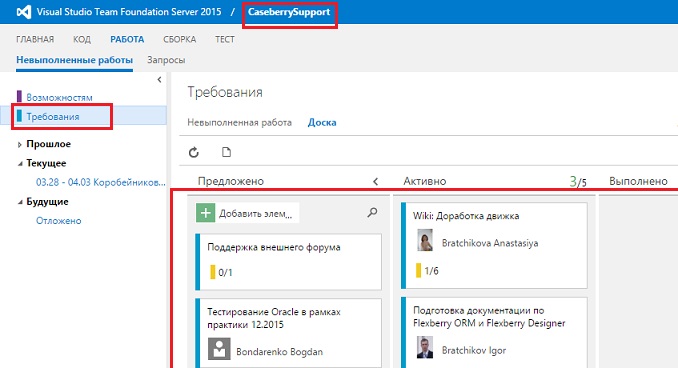 Visual Studio Team Foundation Server 2015 / CaseberrySupport
ГЛАВНАЯ КОД РАБОТА СБОРКА ТЕСТ
Невыполненные работы Запросы
Возможностям
Требования
Прошлое
Текущее
03.28 - 04.03 Коробейников...
Будущие
Отложено
Требования
Невыполненная работа Доска
Предложено
Добавить элем...
Поддержка внешнего форума
0/1
Тестирование Oracle в рамках
практики 12.2015
Bondarenko Bogdan
Активно 3/5
Wiki: Доработка движка
Bratchikova Anastasiya
1/6
Подготовка документации по
Flexberry ORM и Flexberry Designer
Bratchikov Igor
Выполнено